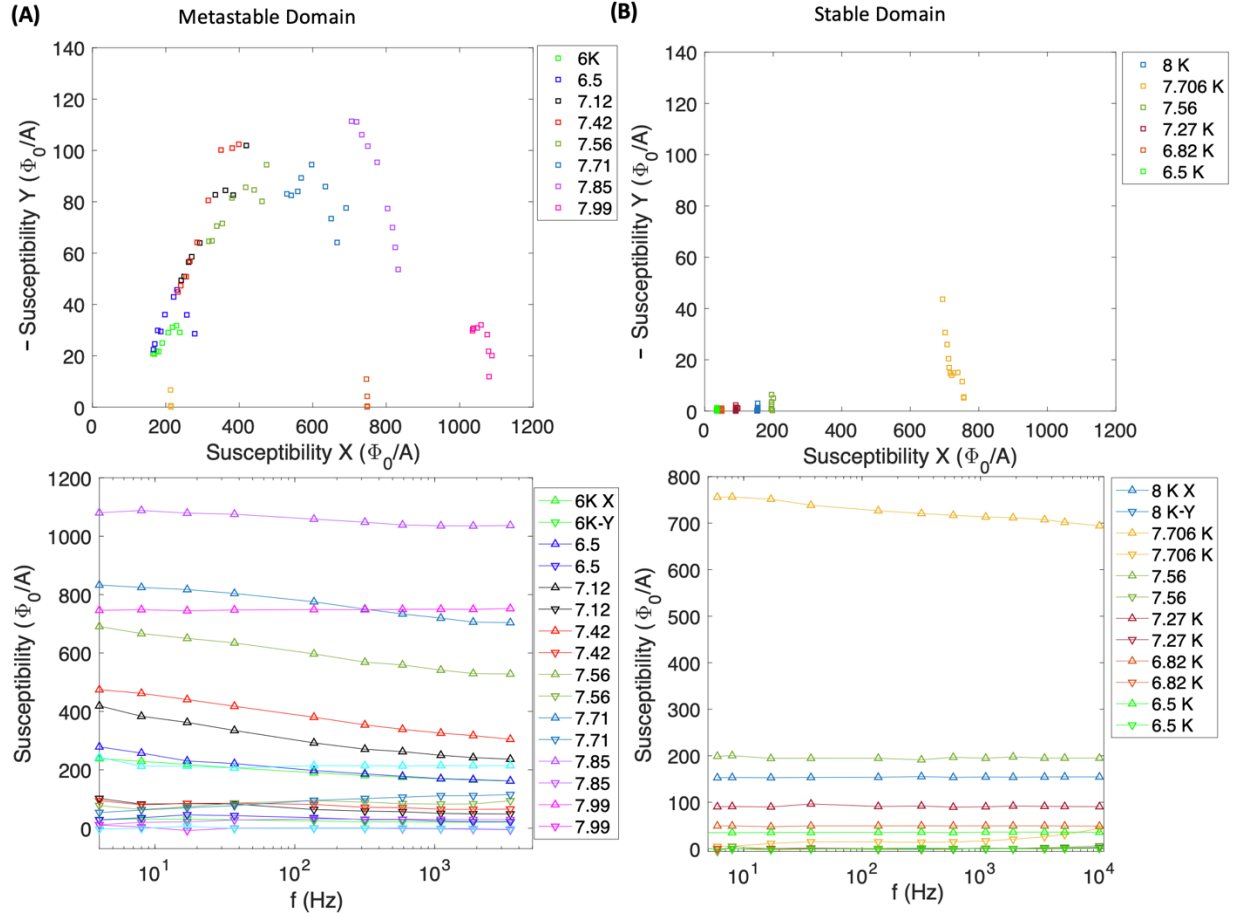 (A)
Metastable Domain
140
120
100
80
60
40
20
0
− Susceptibility Y (Φ0/A)
0 200 400 600 800 1000 1200
Susceptibility X (Φ0/A)
6K
6.5
7.12
7.42
7.56
7.71
7.85
7.99
(B)
Stable Domain
140
120
100
80
60
40
20
0
− Susceptibility Y (Φ0/A)
0 200 400 600 800 1000 1200
Susceptibility X (Φ0/A)
8 K
7.706 K
7.56
7.27 K
6.82 K
6.5 K
1200
1000
800
600
400
200
0
Susceptibility (Φ0/A)
10^1 10^2 10^3
f (Hz)
6K X
6K-Y
6.5
6.5
7.12
7.12
7.42
7.42
7.56
7.56
7.71
7.71
7.85
7.85
7.99
7.99
800
700
600
500
400
300
200
100
0
Susceptibility (Φ0/A)
10^1 10^2 10^3 10^4
f (Hz)
8 K X
8 K-Y
7.706 K
7.706 K
7.56
7.56
7.27 K
7.27 K
6.82 K
6.82 K
6.5 K
6.5 K